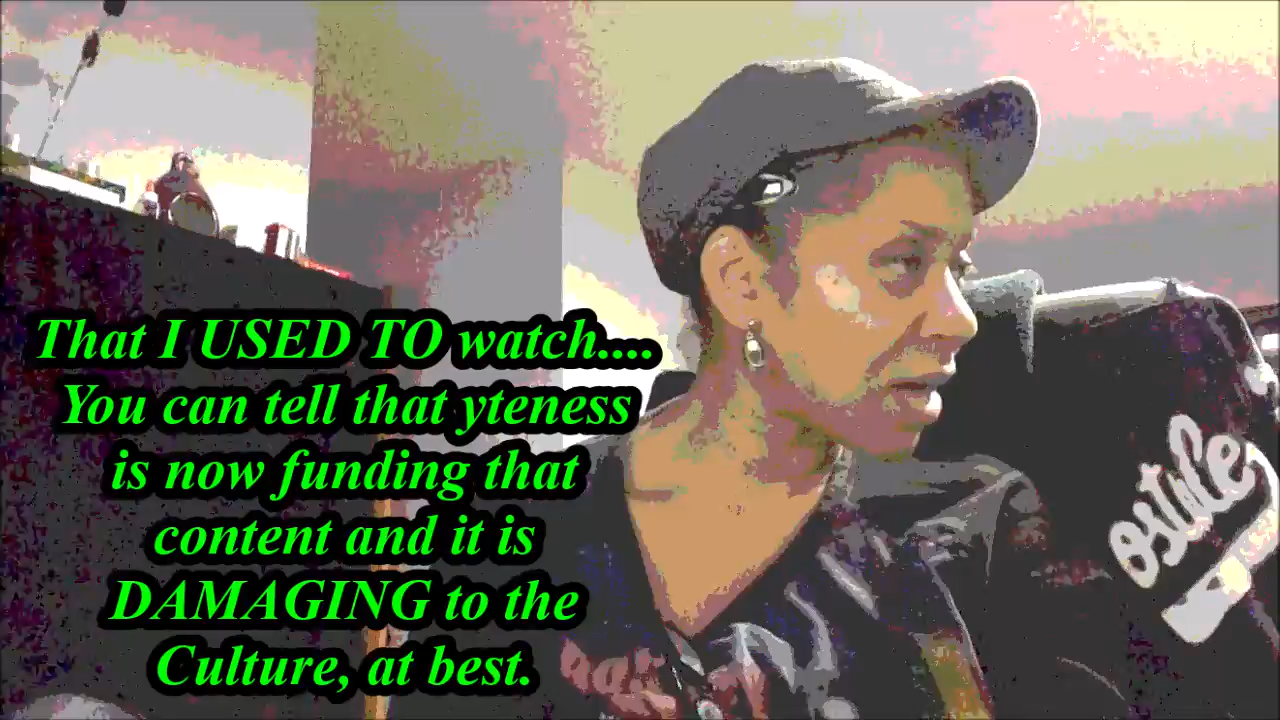 That I USED TO watch....
You can tell that yteness
is now funding that
content and it is
DAMAGING to the
Culture, at best.